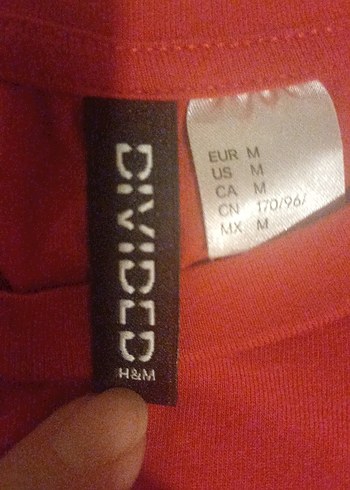 DIVIDED
H&M
EUR M
US M
CA M
CN 170/96/
MX M